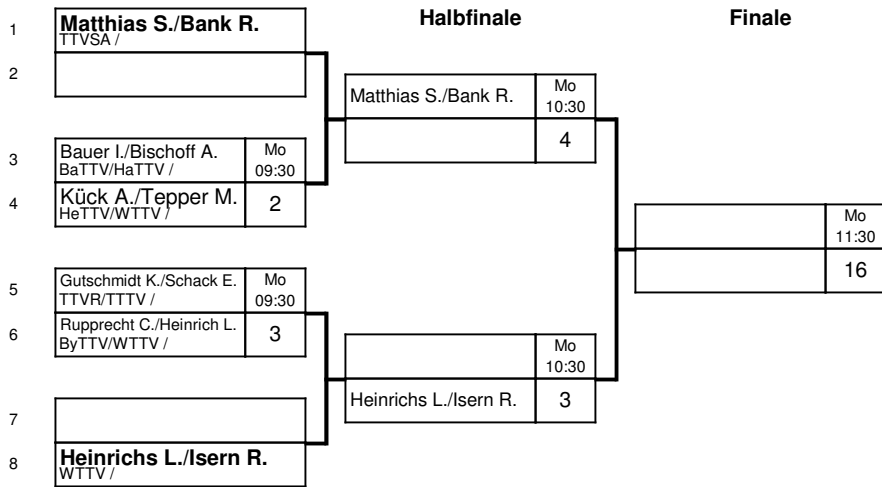 Halbfinale
Finale
1
Matthias S./Bank R.
TTVSA /
2
Matthias S./Bank R.
Mo
10:30
4
3
Bauer I./Bischoff A.
BaTTV/HaTTV /
Mo
09:30
4
Kück A./Tepper M.
HeTTV/WTTV /
2
Mo
11:30
16
5
Gutschmidt K./Schack E.
TTVR/TTTV /
Mo
09:30
6
Rupprecht C./Heinrich L.
ByTTV/WTTV /
3
Mo
10:30
Heinrichs L./Isern R.
3
7
8
Heinrichs L./Isern R.
WTTV /